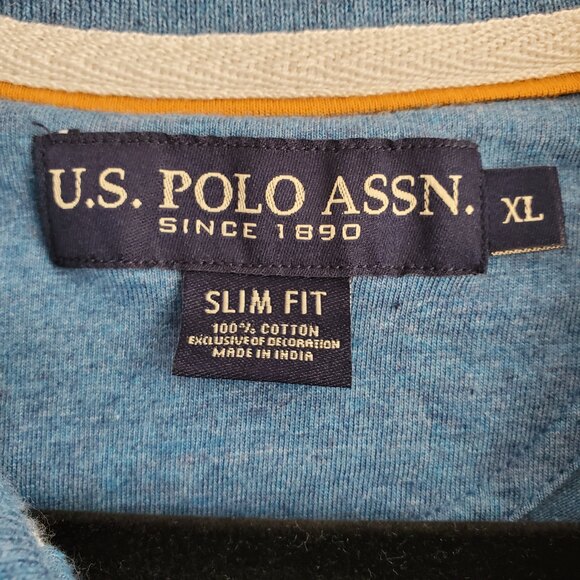 U.S. POLO ASSN.
SINCE 1890
XL
SLIM FIT
100% COTTON
EXCLUSIVE OF DECORATION
MADE IN INDIA